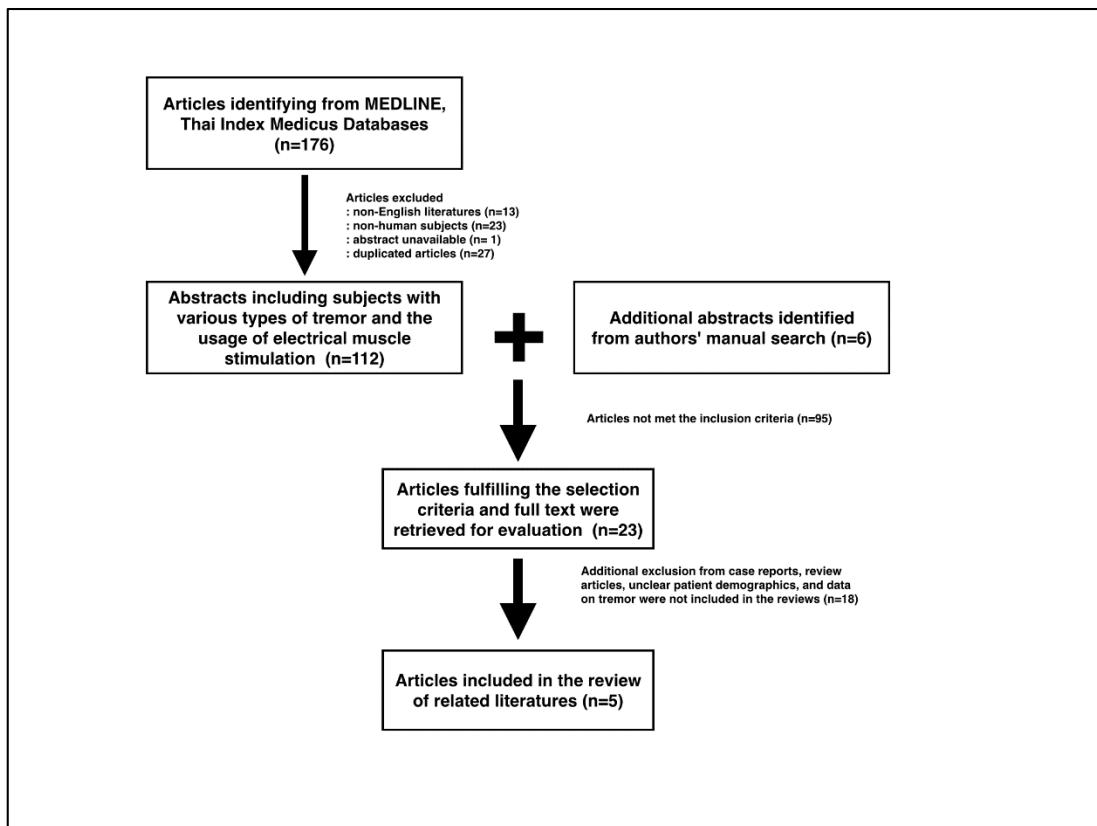 Articles identifying from MEDLINE,
Thai Index Medicus Databases
(n=176)
Articles excluded
: non-English literatures (n=13)
: non-human subjects (n=23)
: abstract unavailable (n= 1)
: duplicated articles (n=27)
Abstracts including subjects with
various types of tremor and the
usage of electrical muscle
stimulation (n=112)
Additional abstracts identified
from authors' manual search (n=6)
Articles not met the inclusion criteria (n=95)
Articles fulfilling the selection
criteria and full text were
retrieved for evaluation (n=23)
Additional exclusion from case reports, review
articles, unclear patient demographics, and data
on tremor were not included in the reviews (n=18)
Articles included in the review
of related literatures (n=5)